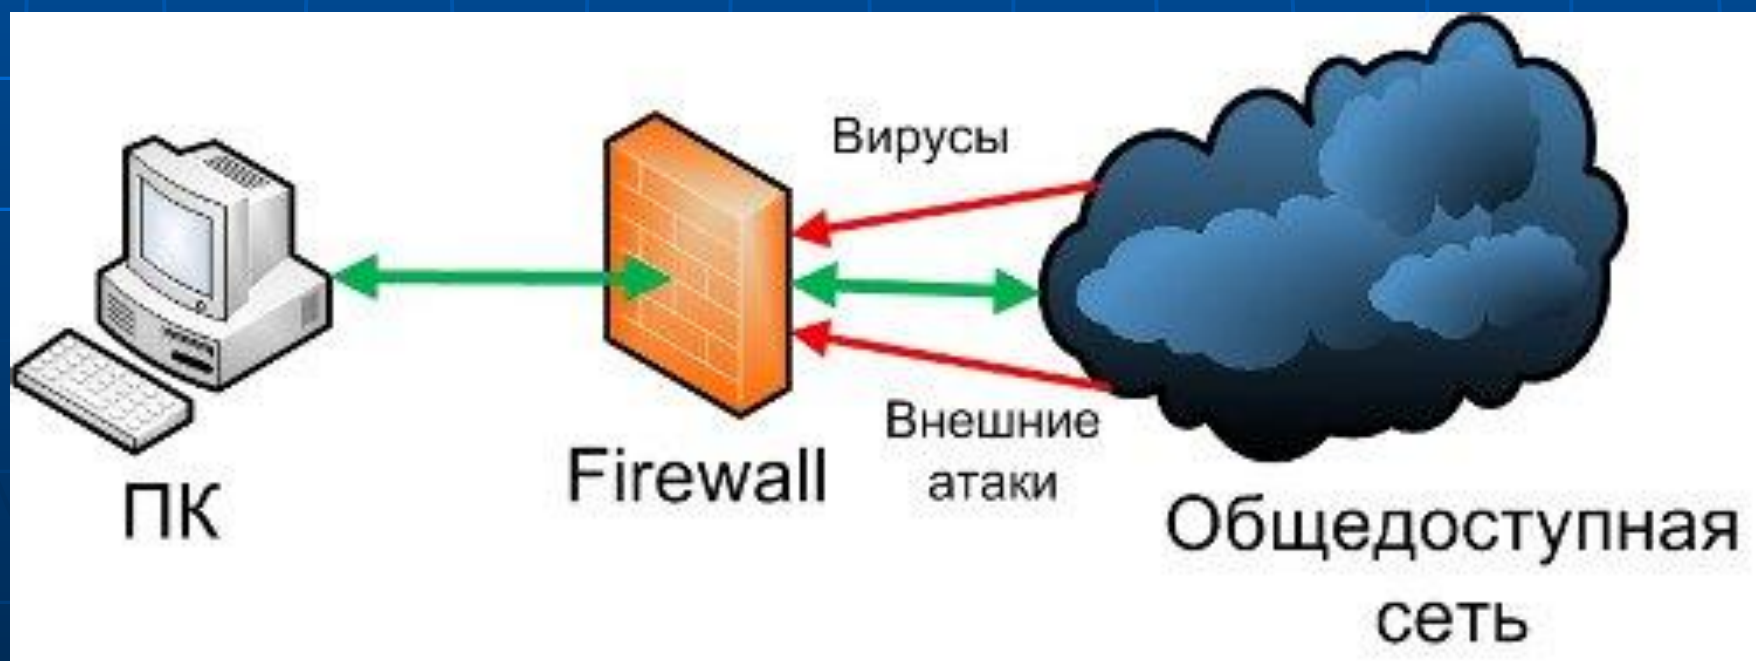 Вирусы
Внешние
атаки
ПК
Firewall
Общедоступная
сеть